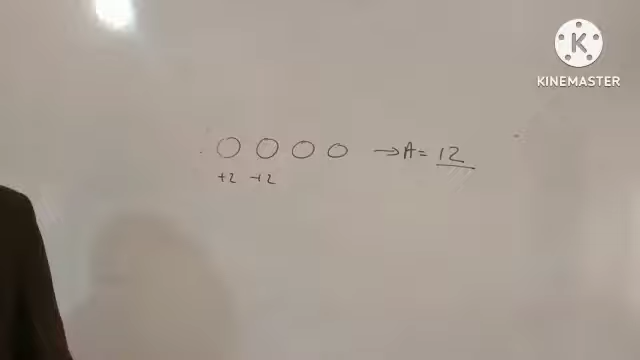 K
KINEMASTER
O O O O → A = 12
+2 +2